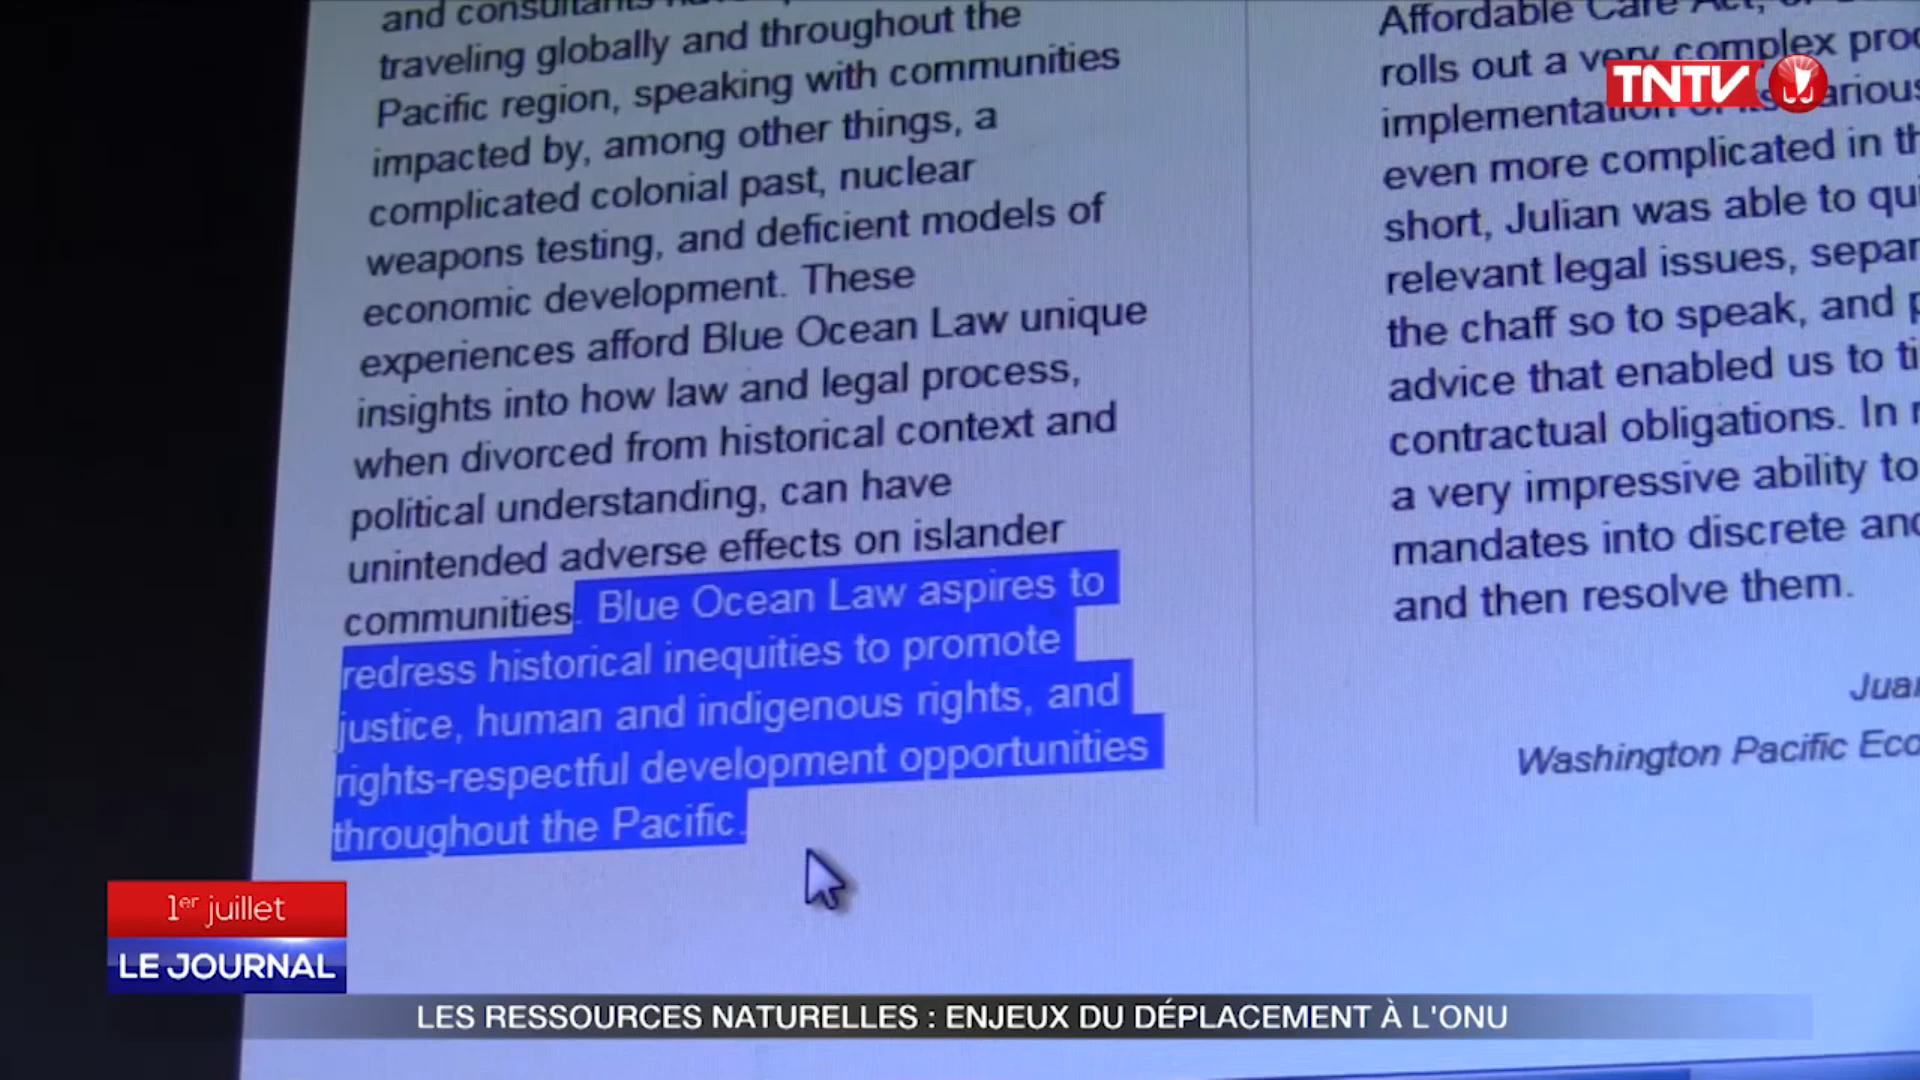 and consultants
traveling globally and throughout the
Pacific region, speaking with communities
impacted by, among other things, a
complicated colonial past, nuclear
weapons testing, and deficient models of
economic development. These
experiences afford Blue Ocean Law unique
insights into how law and legal process,
when divorced from historical context and
political understanding, can have
unintended adverse effects on islander
communities. Blue Ocean Law aspires to
redress historical inequities to promote
justice, human and indigenous rights, and
rights-respectful development opportunities
throughout the Pacific.
Affordable Care Act,
rolls out a very complex
implementation
even more complicated in
short, Julian was able to
relevant legal issues,
the chaff so to speak, and
advice that enabled us to
contractual obligations. In
a very impressive ability to
mandates into discrete
and then resolve them.
Washington Pacific
TNTV
1er juillet
LE JOURNAL
LES RESSOURCES NATURELLES : ENJEUX DU DÉPLACEMENT À L'ONU